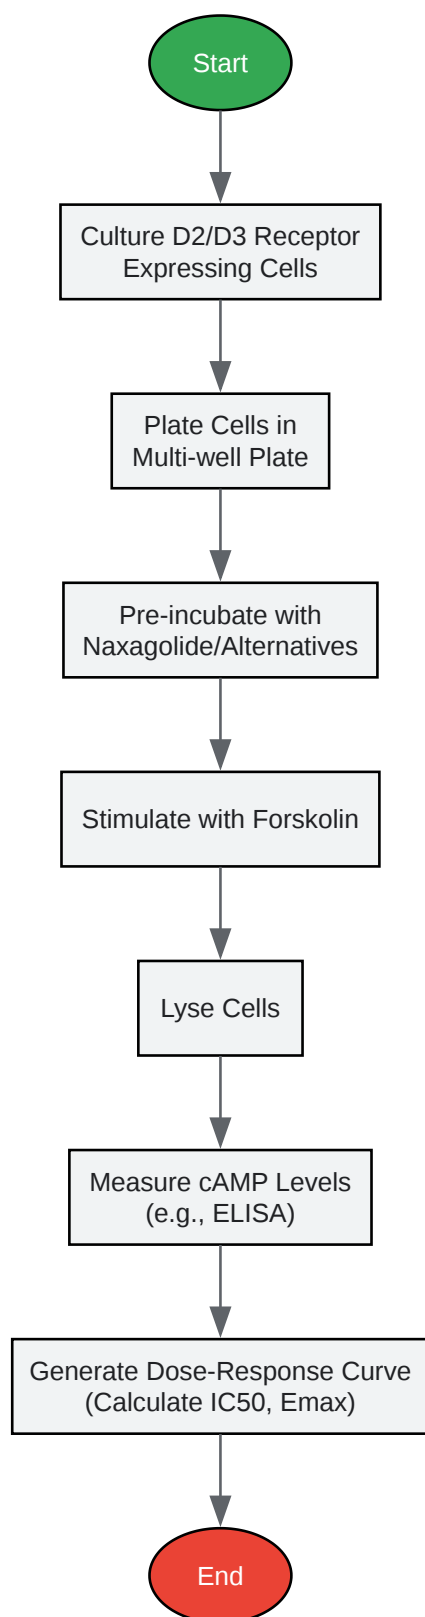 Start
Culture D2/D3 Receptor
Expressing Cells
Plate Cells in
Multi-well Plate
Pre-incubate with
Naxagolide/Alternatives
Stimulate with Forskolin
Lyse Cells
Measure cAMP Levels
(e.g., ELISA)
Generate Dose-Response Curve
(Calculate IC50, Emax)
End